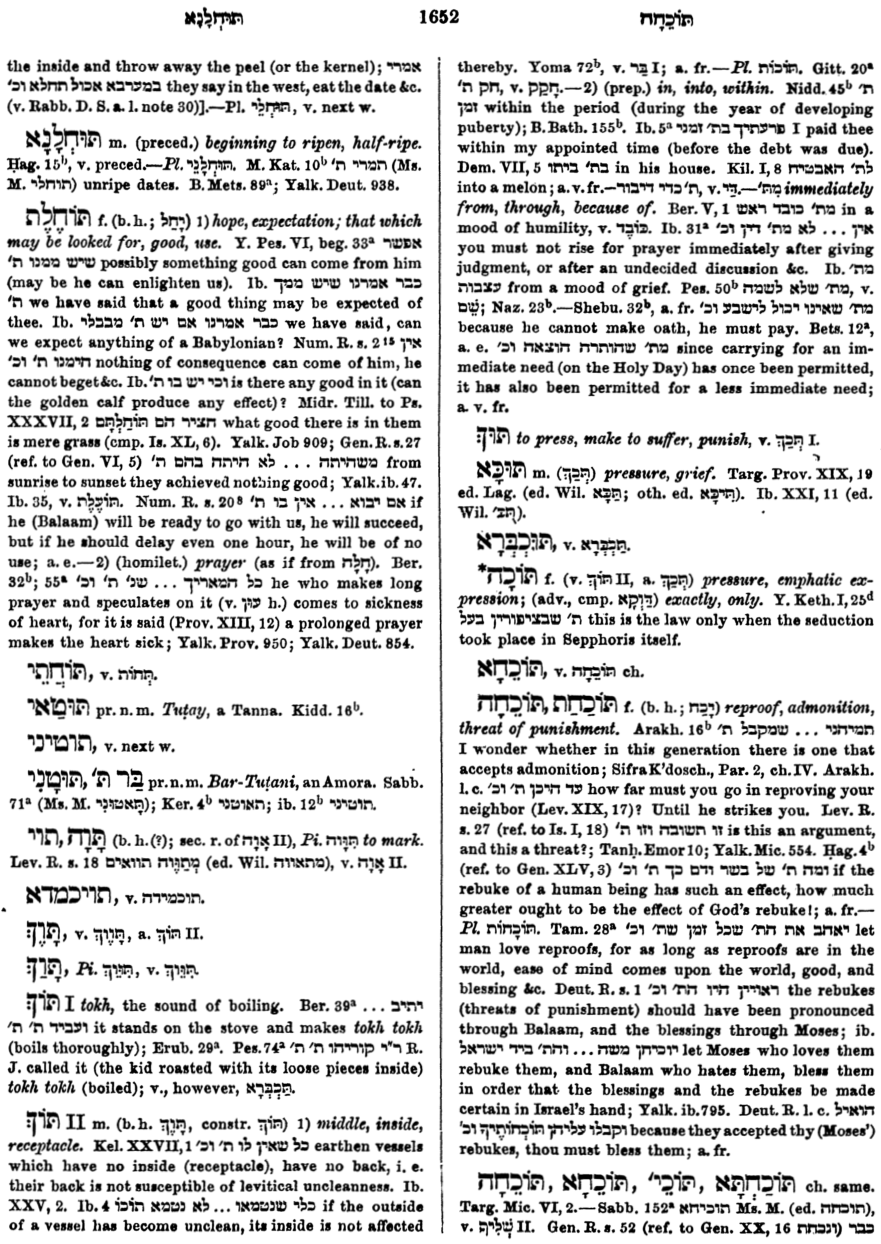 תּוּחְלָנָא 1652 תּוֹכֵחָה
the inside and throw away the peel (or the kernel); אמרי
במערבא אכול תחלא וכ׳ they say in the west, eat the date &c.
(v. Rabb. D. S. a. l. note 30)].—Pl. תּוּחְלֵי, v. next w.
תּוּחְלָנָא m. (preced.) beginning to ripen, half-ripe.
Ḥag. 15ᵇ, v. preced.—Pl. תּוּחְלָנֵי. M. Kat. 10ᵇ תמרי ת׳ (Ms.
M. תוחלי) unripe dates. B. Mets. 89ᵃ; Yalk. Deut. 938.
תּוֹחֶלֶת f. (b. h.; יָחַל) 1) hope, expectation; that which
may be looked for, good, use. Y. Pes. VI, beg. 33ᵃ אפשר
שיש ממנו ת׳ possibly something good can come from him
(may be he can enlighten us). Ib. כבר אמרנו שיש ממך
ת׳ we have said that a good thing may be expected of
thee. Ib. כבר אמרנו אם יש ת׳ מבבלי we have said, can
we expect anything of a Babylonian? Num. R. s. 2¹⁵ אין
הימנו ת׳ וכ׳ nothing of consequence can come of him, he
cannot beget &c. Ib. וכי יש בו ת׳ is there any good in it (can
the golden calf produce any effect)? Midr. Till. to Ps.
XXXVII, 2 חציר הם תּוֹחַלְתָּם what good there is in them
is mere grass (cmp. Is. XL, 6). Yalk. Job 909; Gen. R. s. 27
(ref. to Gen. VI, 5) לא היתה בהם ת׳ ... משהיתה from
sunrise to sunset they achieved nothing good; Yalk. ib. 47.
Ib. 35, v. תּוֹעֶלֶת. Num. R. s. 20⁸ אם יבוא ... אין בו ת׳ if
he (Balaam) will be ready to go with us, he will succeed,
but if he should delay even one hour, he will be of no
use; a. e.—2) (homilet.) prayer (as if from חָלָה). Ber.
32ᵇ; 55ᵃ כל המאריך ... שנ׳ ת׳ וכ׳ he who makes long
prayer and speculates on it (v. עוּן h.) comes to sickness
of heart, for it is said (Prov. XIII, 12) a prolonged prayer
makes the heart sick; Yalk. Prov. 950; Yalk. Deut. 854.
תּוֹחֲתֵי, v. תְּחוֹת.
תּוּטַאי pr. n. m. Tuṭay, a Tanna. Kidd. 16ᵇ.
תוטיני, v. next w.
תּוּטָנִי, בַּר תּ׳ pr. n. m. Bar-Tuṭani, an Amora. Sabb.
71ᵃ (Ms. M. תַּאטוּנֵי); Ker. 4ᵇ תאוטני; ib. 12ᵇ תוטיני.
תָּוָה, תוי (b. h. (?); sec. r. of אָוָה II), Pi. תִּוָּוה to mark.
Lev. R. s. 18 מְתַוֶּוה תוואים (ed. Wil. מתאווה), v. אָוָה II.
תויכמדא, v. תוכמידה.
תָּוֶךְ, v. תָּוֶוךְ, a. תּוֹךְ II.
תָּוַךְ, Pi. תִּוֵּיךְ, v. תִּוּוּךְ.
תּוֹךְ I tokh, the sound of boiling. Ber. 39ᵃ יתיב ...
ועביד ת׳ ת׳ it stands on the stove and makes tokh tokh
(boils thoroughly); Erub. 29ᵃ. Pes. 74ᵃ ר״י קוריהו ת׳ ת׳ R.
J. called it (the kid roasted with its loose pieces inside)
tokh tokh (boiled); v., however, תַּכְבְּרָא.
תּוֹךְ II m. (b. h. תָּוֶךְ, constr. תּוֹךְ) 1) middle, inside,
receptacle. Kel. XXVII, 1 כל שאין לו ת׳ וכ׳ earthen vessels
which have no inside (receptacle), have no back, i. e.
their back is not susceptible of levitical uncleanness. Ib.
XXV, 2. Ib. 4 כלי שנטמאו ... לא נטמא תוכו if the outside
of a vessel has become unclean, its inside is not affected
thereby. Yoma 72ᵇ, v. בַּר I; a. fr.—Pl. תּוֹכוֹת. Gitt. 20ᵃ
חק ת׳, v. חָקַק.—2) (prep.) in, into, within. Nidd. 45ᵇ ת׳
זמן within the period (during the year of developing
puberty); B. Bath. 155ᵇ. Ib. 5ᵃ פרעתיך בת׳ זמני I paid thee
within my appointed time (before the debt was due).
Dem. VII, 5 בת׳ ביתו in his house. Kil. I, 8 לת׳ האבטיח
into a melon; a. v. fr.—ת׳ כדי דיבור, v. דַּי.—מִתּ׳ immediately
from, through, because of. Ber. V, 1 מת׳ כובד ראש in a
mood of humility, v. כּוֹבֶד. Ib. 31ᵃ אין ... לא מת׳ דין וכ׳
you must not rise for prayer immediately after giving
judgment, or after an undecided discussion &c. Ib. מת׳
עצבות from a mood of grief. Pes. 50ᵇ מת׳ שלא לשמה, v.
שֵׁם; Naz. 23ᵇ.—Shebu. 32ᵇ, a. fr. מת׳ שאינו יכול לישבע וכ׳
because he cannot make oath, he must pay. Bets. 12ᵃ,
a. e. מת׳ שהותרה הוצאה וכ׳ since carrying for an im-
mediate need (on the Holy Day) has once been permitted,
it has also been permitted for a less immediate need;
a. v. fr.
תּוּךְ to press, make to suffer, punish, v. תְּכַךְ I.
תּוּכָּא m. (תְּכַךְ) pressure, grief. Targ. Prov. XIX, 19
ed. Lag. (ed. Wil. תֻּכָּא; oth. ed. תּיכָּא). Ib. XXI, 11 (ed.
Wil. תֻּכ׳).
תּוּכְבְּרָא, v. תַּכְבְּרָא.
*תּוֹכָה f. (v. תּוֹךְ II, a. תְּכַךְ) pressure, emphatic ex-
pression; (adv., cmp. דַּוְקָא) exactly, only. Y. Keth. I, 25ᵈ
ת׳ שבציפורין בעל this is the law only when the seduction
took place in Sepphoris itself.
תּוֹכְחָא, v. תּוֹכֵחָה ch.
תּוֹכַחַת, תּוֹכֵחָה f. (b. h.; יָכַח) reproof, admonition,
threat of punishment. Arakh. 16ᵇ תמיהני ... שמקבל ת׳
I wonder whether in this generation there is one that
accepts admonition; Sifra K'dosch., Par. 2, ch. IV. Arakh.
l. c. עד היכן ת׳ וכ׳ how far must you go in reproving your
neighbor (Lev. XIX, 17)? Until he strikes you. Lev. R.
s. 27 (ref. to Is. I, 18) זו תשובה וזו ת׳ is this an argument,
and this a threat?; Tanḥ. Emor 10; Yalk. Mic. 554. Ḥag. 4ᵇ
(ref. to Gen. XLV, 3) ומה ת׳ של בשר ודם כך ת׳ וכ׳ if the
rebuke of a human being has such an effect, how much
greater ought to be the effect of God's rebuke!; a. fr.—
Pl. תּוֹכָחוֹת. Tam. 28ᵃ יאהב את הת׳ שכל זמן שת׳ וכ׳ let
man love reproofs, for as long as reproofs are in the
world, ease of mind comes upon the world, good, and
blessing &c. Deut. R. s. 1 ראויין היו הת׳ וכ׳ the rebukes
(threats of punishment) should have been pronounced
through Balaam, and the blessings through Moses; ib.
יוכיחן משה ... והת׳ ביד ישראל let Moses who loves them
rebuke them, and Balaam who hates them, bless them
in order that the blessings and the rebukes be made
certain in Israel's hand; Yalk. ib. 795. Deut. R. l. c. הואיל
וקבלו עליהן תּוֹכְחוֹתֶיךָ וכ׳ because they accepted thy (Moses')
rebukes, thou must bless them; a. fr.
תּוֹכַחְתָּא, תּוֹכֵי׳, תּוֹכֵחָא, תּוֹכֵחָה ch. same.
Targ. Mic. VI, 2.—Sabb. 152ᵃ תוכיחא Ms. M. (ed. תוכחה),
v. שְׁלִיף II. Gen. R. s. 52 (ref. to Gen. XX, 16 ונכחת) כבר